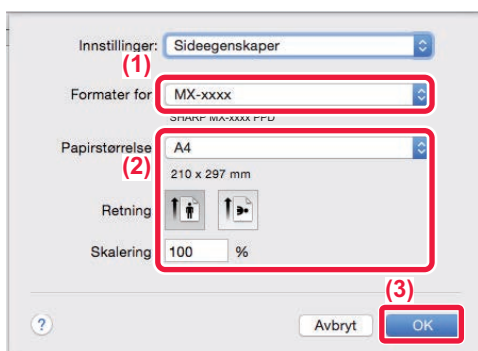 Innstillinger: Sideegenskaper
(1)
Formater for MX-xxxx
SHARP MX-xxxx PPD
Papirstørrelse A4
(2)
210 x 297 mm
Retning
Skalering 100 %
(3)
? Avbryt OK